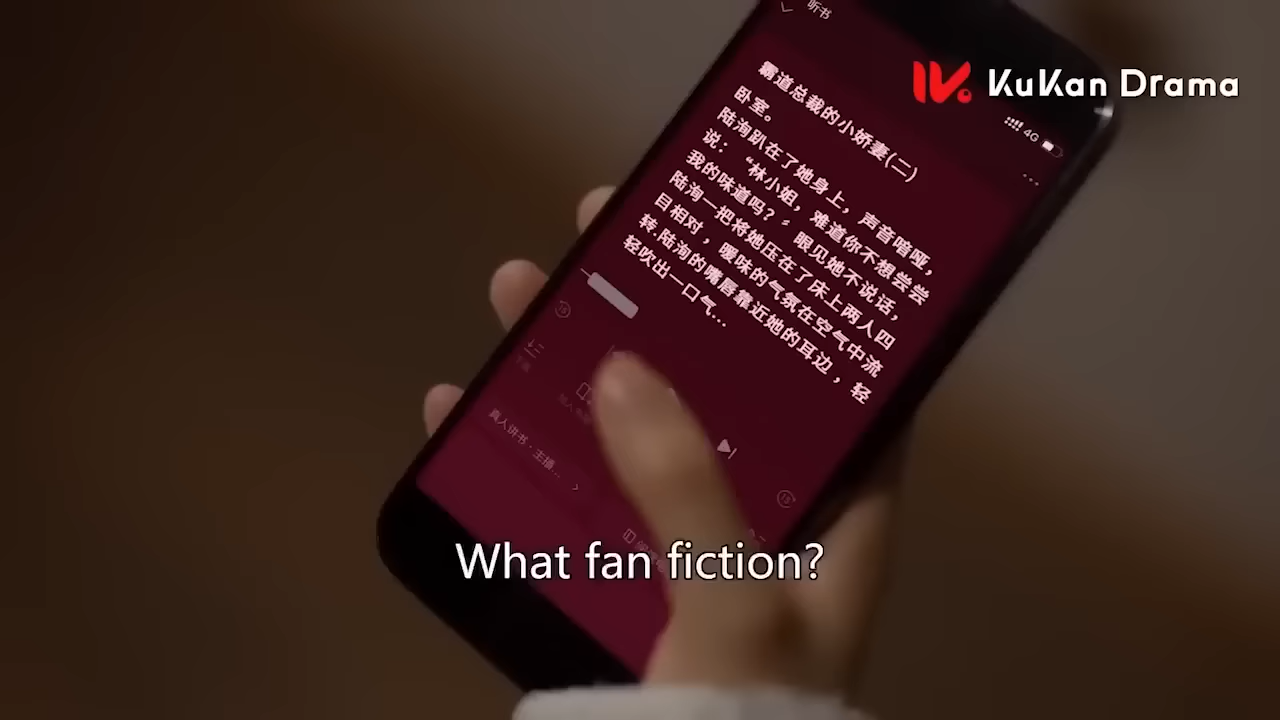 听书
KuKan Drama
4G
霸道总裁的小娇妻(二)
卧室。
陆洵趴在了她身上，声音喑哑，
说：“林小姐，难道你不想尝尝
我的味道吗？”眼见她不说话，
陆洵一把将她压在了床上两人四
目相对，暧昧的气氛在空气中流
转.陆洵的嘴唇靠近她的耳边，轻
轻吹出一口气...
15
15
真人讲书·主播...
What fan fiction?